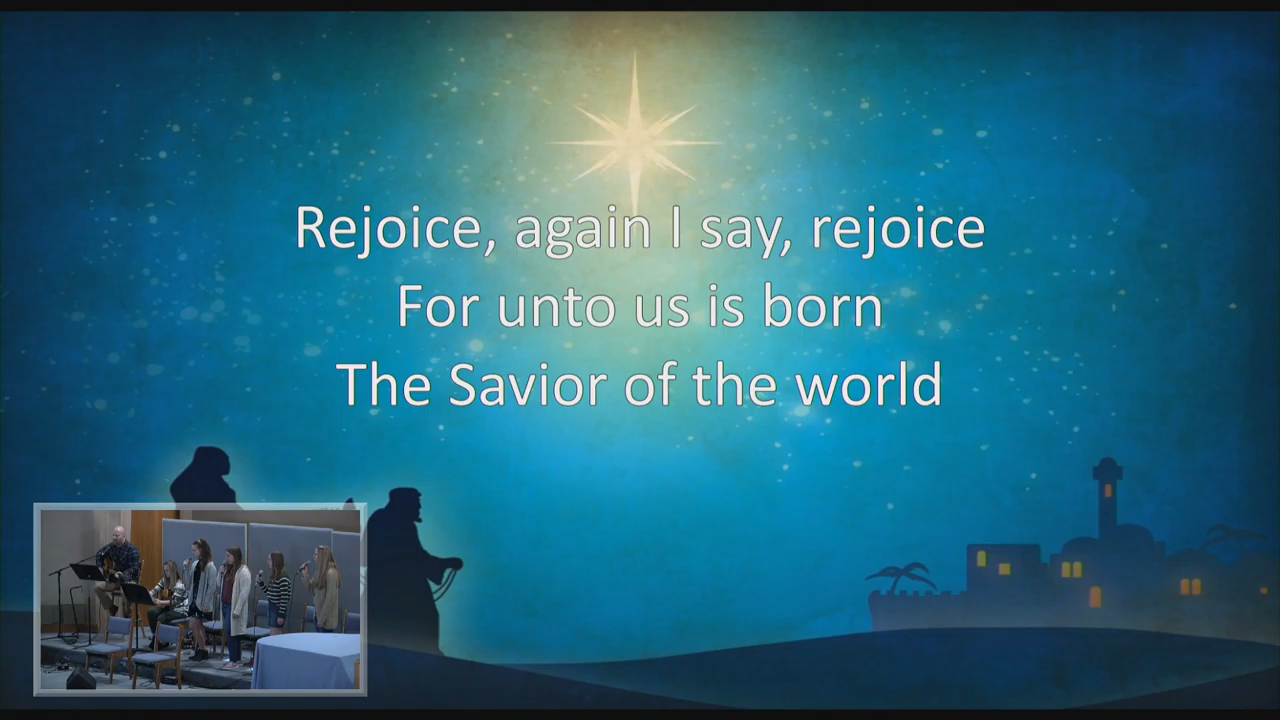 Rejoice, again I say, rejoice
For unto us is born
The Savior of the world